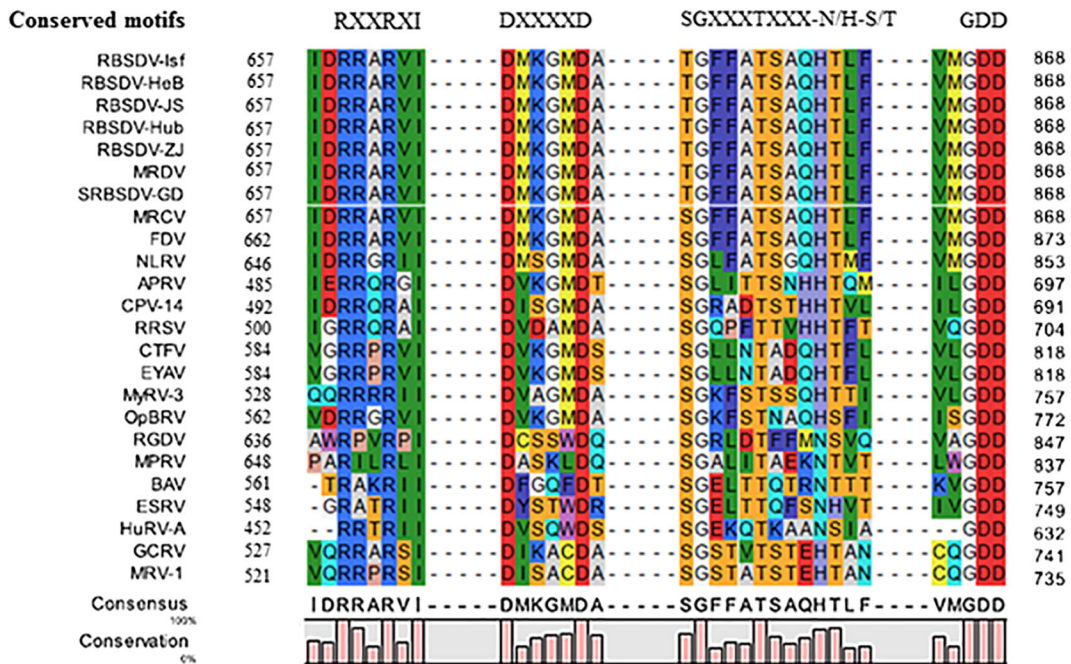 Conserved motifs RXXRXI DXXXXD SGXXXTXXX-N/H-S/T GDD
RBSDV-Isf 657 IDRRARVI-----DMKGMDA-----TGFFATSAQHTLF----VMGDD 868
RBSDV-HeB 657 IDRRARVI-----DMKGMDA-----TGFFATSAQHTLF----VMGDD 868
RBSDV-JS 657 IDRRARVI-----DMKGMDA-----TGFFATSAQHTLF----VMGDD 868
RBSDV-Hub 657 IDRRARVI-----DMKGMDA-----TGFFATSAQHTLF----VMGDD 868
RBSDV-ZJ 657 IDRRARVI-----DMKGMDA-----TGFFATSAQHTLF----VMGDD 868
MRDV 657 IDRRARVI-----DMKGMDA-----TGFFATSAQHTLF----VMGDD 868
SRBSDV-GD 657 IDRRARVI-----DMKGMDA-----TGFFATSAQHTLF----VMGDD 868
MRCV 657 IDRRARVI-----DMKGMDA-----SGFFATSAQHTLF----VMGDD 868
FDV 662 IDRRARVI-----DMKGMDA-----SGFFATSAQHTLF----VMGDD 873
NLRV 646 IDRRGRII-----DMSGMDA-----SGLFATSGQHTMF----VMGDD 853
APRV 485 IERRQRGI-----DVKGMDT-----SGLITTSNHHTQM----ILGDD 697
CPV-14 492 IDRRQRAI-----DISGMDA-----SGRADTSTHHTVL----ILGDD 691
RRSV 500 IGRRQRAI-----DVDAMDA-----SGQPFTTVHHTFT----VQGDD 704
CTFV 584 VGRRPRVI-----DVKGMDS-----SGLLNTADQHTFL----VLGDD 818
EYAV 584 VGRRPRVI-----DVKGMDS-----SGLLNTADQHTFL----VLGDD 818
MyRV-3 528 QQRRRRII-----DVAGMDA-----SGKFSTSSQHTTI----VLGDD 757
OpBRV 562 VDRRGRVI-----DVKGMDA-----SGKFSTNAQHSFI----ISGDD 772
RGDV 636 AWRPVRPI-----DCSSWDQ-----SGRLDTFFMNSVQ----VAGDD 847
MPRV 648 PARILRLI-----DASKLDQ-----SGALITAEKNTVT----LWGDD 837
BAV 561 -TRAKRII-----DFGQFDT-----SGELTTQTRNTTT----KVGDD 757
ESRV 548 -GRATRII-----DYSTWDR-----SGELTTQFSNHVT----IVGDD 749
HuRV-A 452 --RRTRII-----DVSQWDS-----SGEKQTKAANSIA------GDD 632
GCRV 527 VQRRARSI-----DIKACDA-----SGSTVTSTEHTAN----CQGDD 741
MRV-1 521 VQRRPRSI-----DISACDA-----SGSTATSTEHTAN----CQGDD 735
Consensus IDRRARVI-----DMKGMDA-----SGFFATSAQHTLF----VMGDD
100%
Conservation
0%